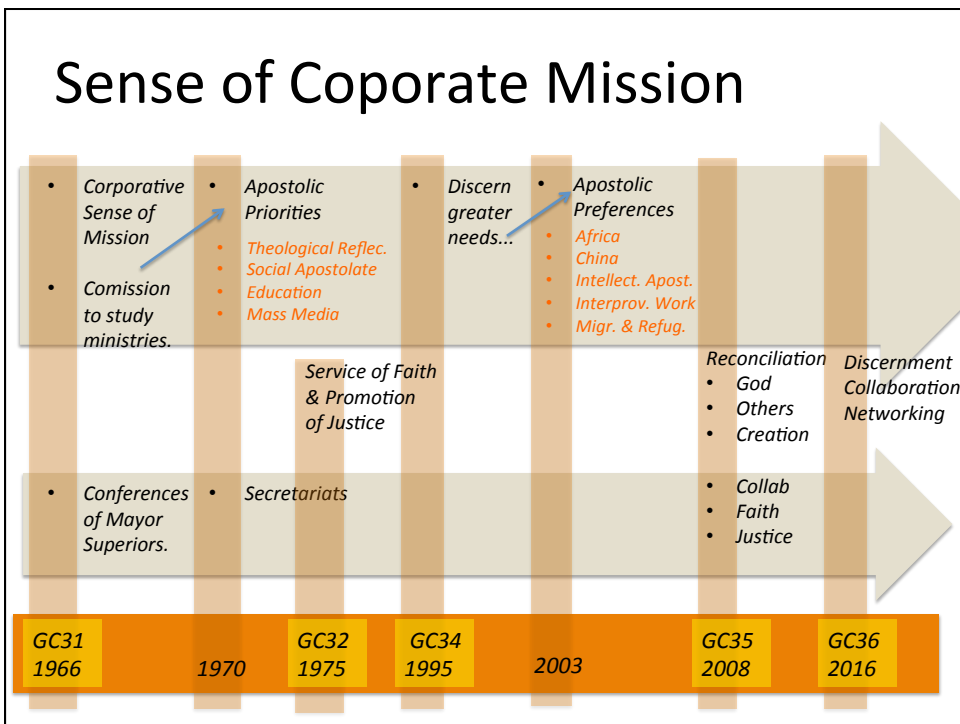 Sense of Coporate Mission
• Corporative
Sense of
Mission
• Comission
to study
ministries.
• Apostolic
Priorities
• Theological Reflec.
• Social Apostolate
• Education
• Mass Media
• Discern
greater
needs...
• Apostolic
Preferences
• Africa
• China
• Intellect. Apost.
• Interprov. Work
• Migr. & Refug.
Service of Faith
& Promotion
of Justice
Reconciliation
• God
• Others
• Creation
Discernment
Collaboration
Networking
• Conferences
of Mayor
Superiors.
• Secretariats
• Collab
• Faith
• Justice
GC31
1966
1970
GC32
1975
GC34
1995
2003
GC35
2008
GC36
2016